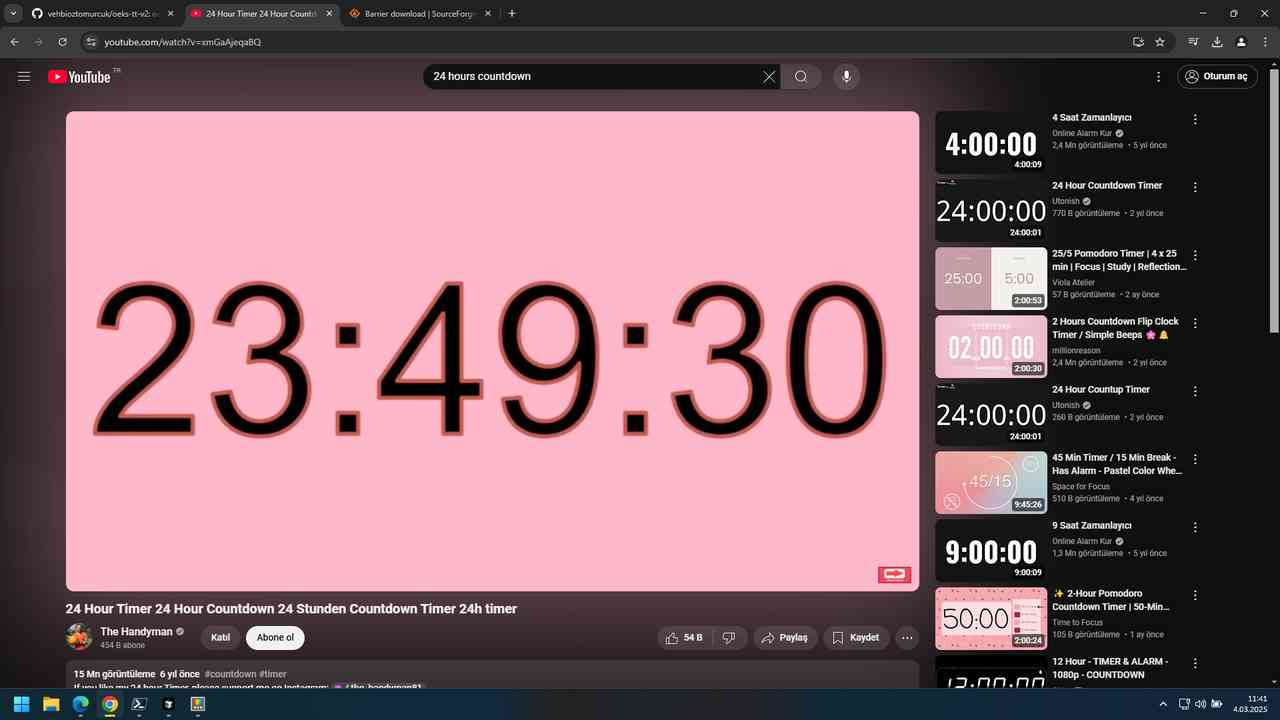 vehbioztomurcuk/oeks-tt-v2: o
24 Hour Timer 24 Hour Countd
Barrier download | SourceForg
youtube.com/watch?v=xmGaAjeqaBQ
YouTube TR
24 hours countdown
Oturum aç
23:49:30
24 Hour Timer 24 Hour Countdown 24 Stunden Countdown Timer 24h timer
The Handyman
454 B abone
Katıl
Abone ol
54 B
Paylaş
Kaydet
15 Mn görüntüleme 6 yıl önce #countdown #timer
If you like my 24 hour Timer, please support me on Instagram: / the_handyman81_
4:00:00
4:00:09
4 Saat Zamanlayıcı
Online Alarm Kur
2,4 Mn görüntüleme • 5 yıl önce
24:00:00
24:00:01
24 Hour Countdown Timer
Utonish
770 B görüntüleme • 2 yıl önce
25:00
5:00
2:00:53
25/5 Pomodoro Timer | 4 x 25
min | Focus | Study | Reflection...
Viola Atelier
57 B görüntüleme • 2 ay önce
COUNTDOWN
02:00:00
2:00:30
2 Hours Countdown Flip Clock
Timer / Simple Beeps 🌸 🔔
millionreason
2,4 Mn görüntüleme • 2 yıl önce
24:00:00
24:00:01
24 Hour Countup Timer
Utonish
260 B görüntüleme • 2 yıl önce
45/15
9:45:26
45 Min Timer / 15 Min Break -
Has Alarm - Pastel Color Whe...
Space for Focus
510 B görüntüleme • 4 yıl önce
9:00:00
9:00:09
9 Saat Zamanlayıcı
Online Alarm Kur
1,3 Mn görüntüleme • 5 yıl önce
50:00
2:00:24
✨ 2-Hour Pomodoro
Countdown Timer | 50-Min...
Time to Focus
105 B görüntüleme • 1 ay önce
12:00:00
12 Hour - TIMER & ALARM -
1080p - COUNTDOWN
11:41
4.03.2025